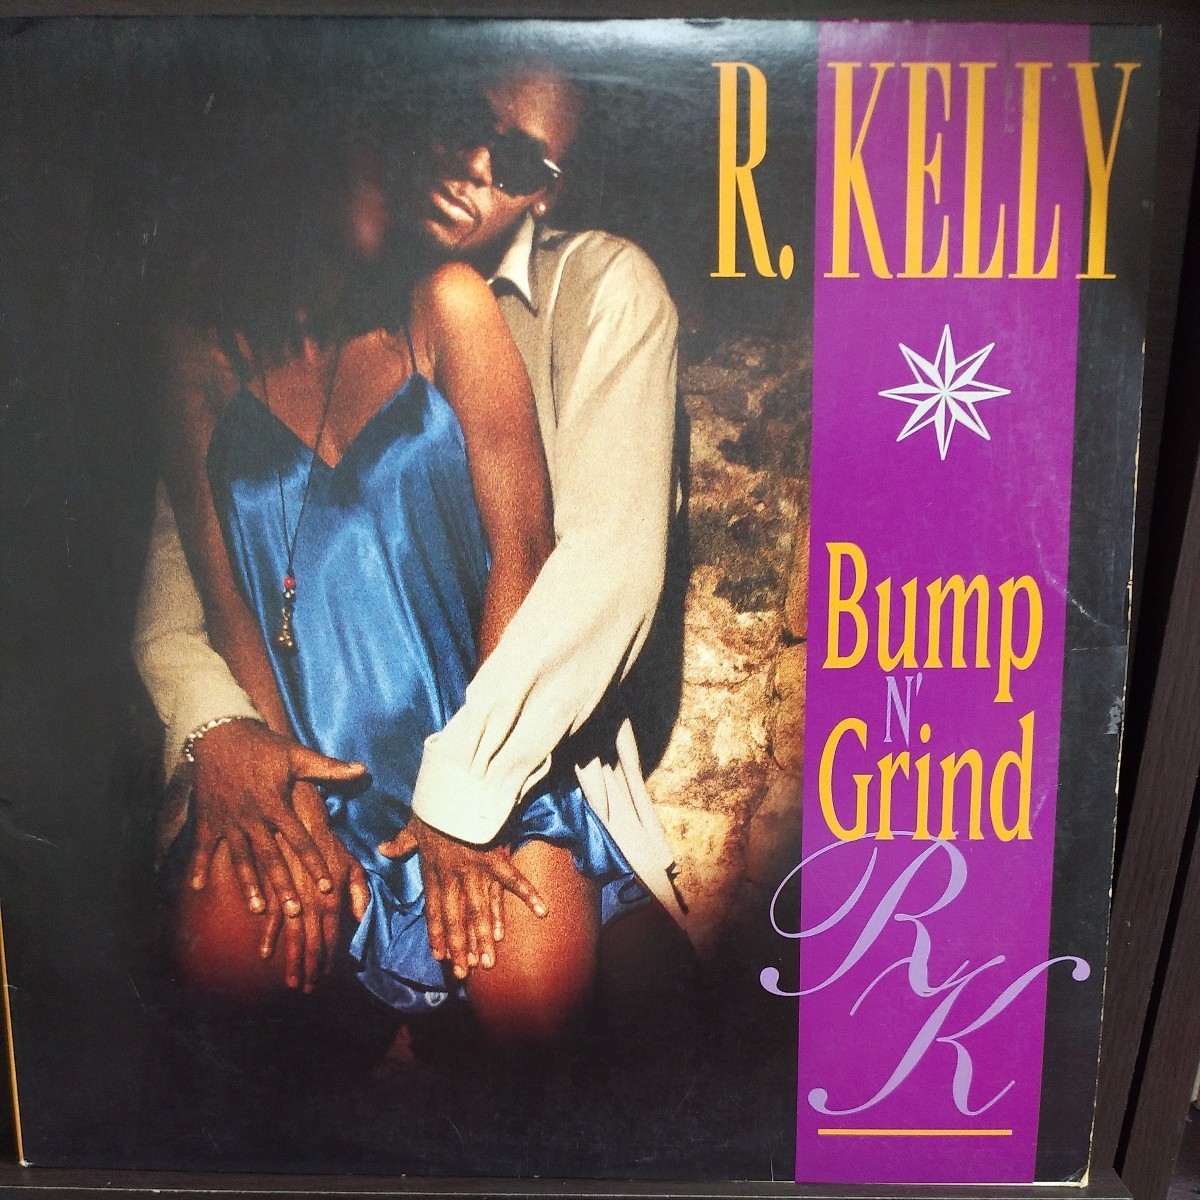 R. KELLY
Bump
N'
Grind
RK